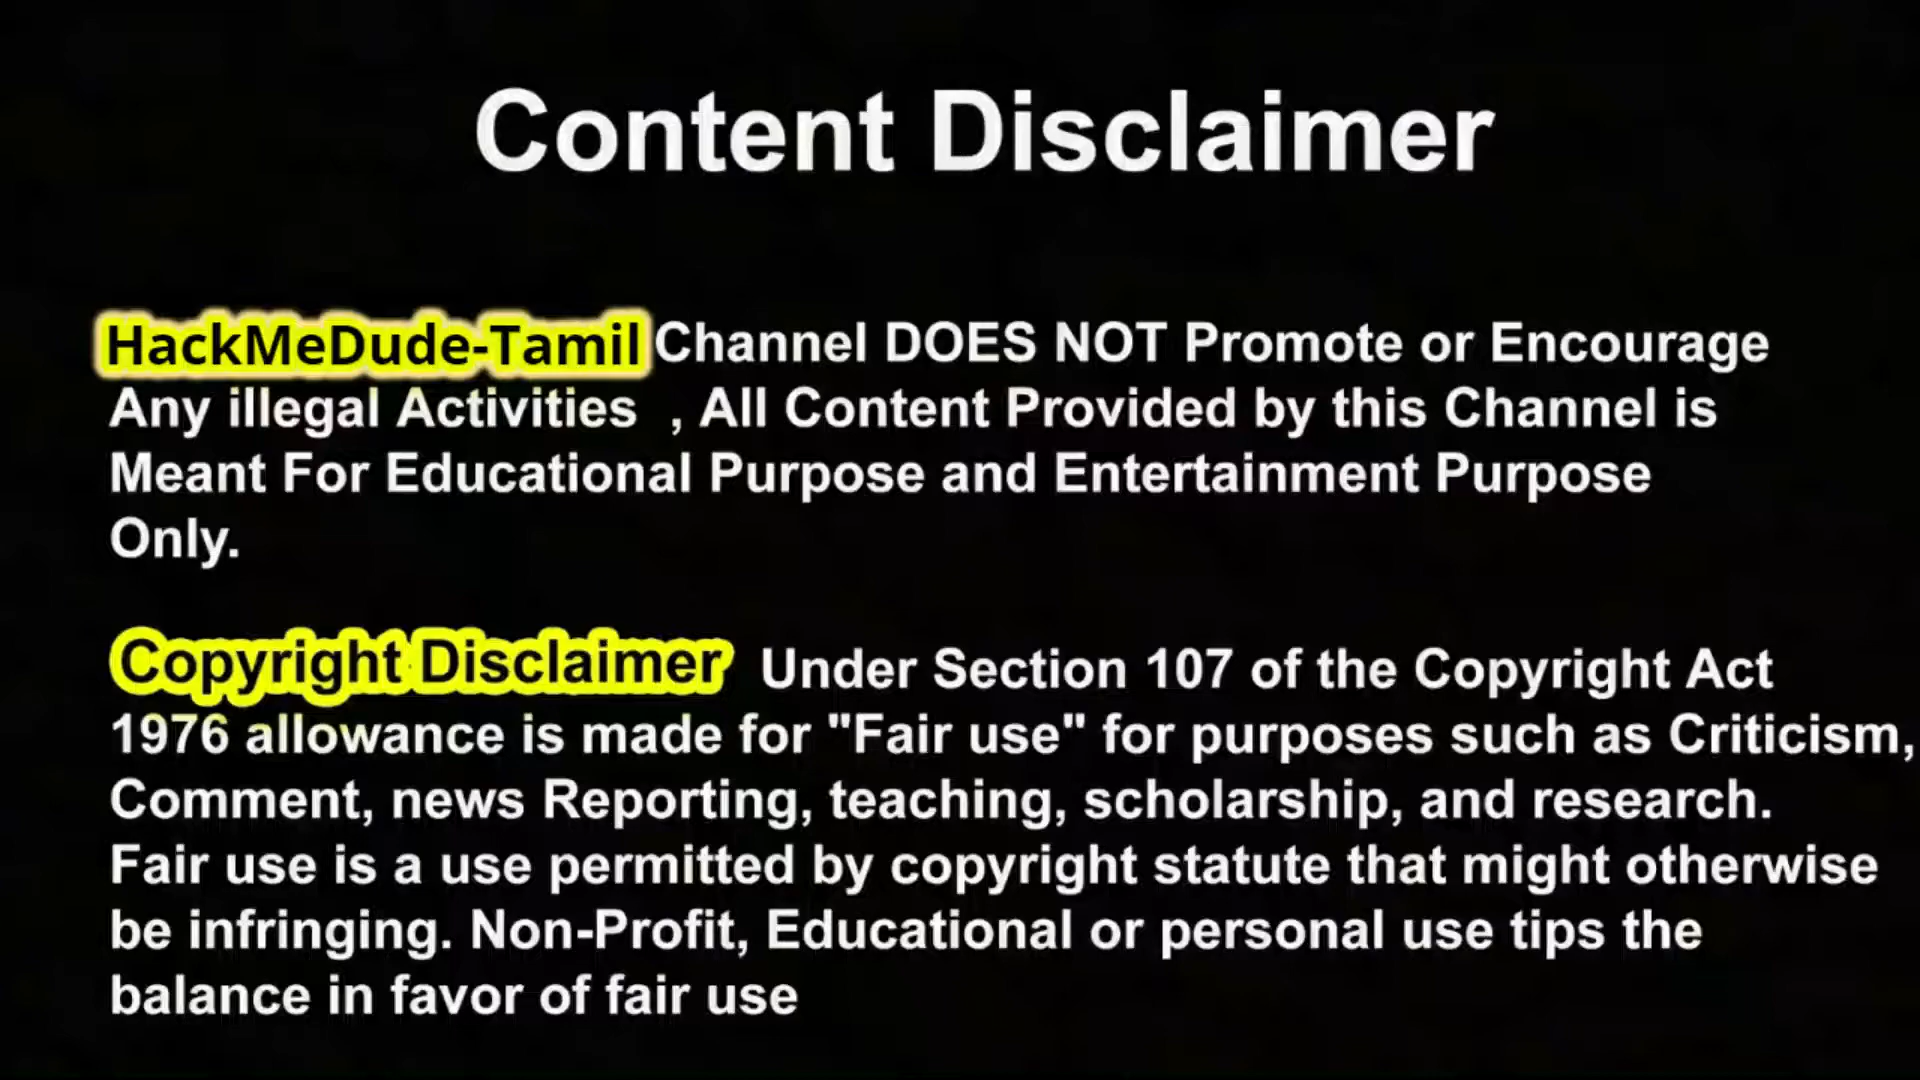 Content Disclaimer
HackMeDude-Tamil Channel DOES NOT Promote or Encourage
Any illegal Activities , All Content Provided by this Channel is
Meant For Educational Purpose and Entertainment Purpose
Only.
Copyright Disclaimer Under Section 107 of the Copyright Act
1976 allowance is made for "Fair use" for purposes such as Criticism,
Comment, news Reporting, teaching, scholarship, and research.
Fair use is a use permitted by copyright statute that might otherwise
be infringing. Non-Profit, Educational or personal use tips the
balance in favor of fair use